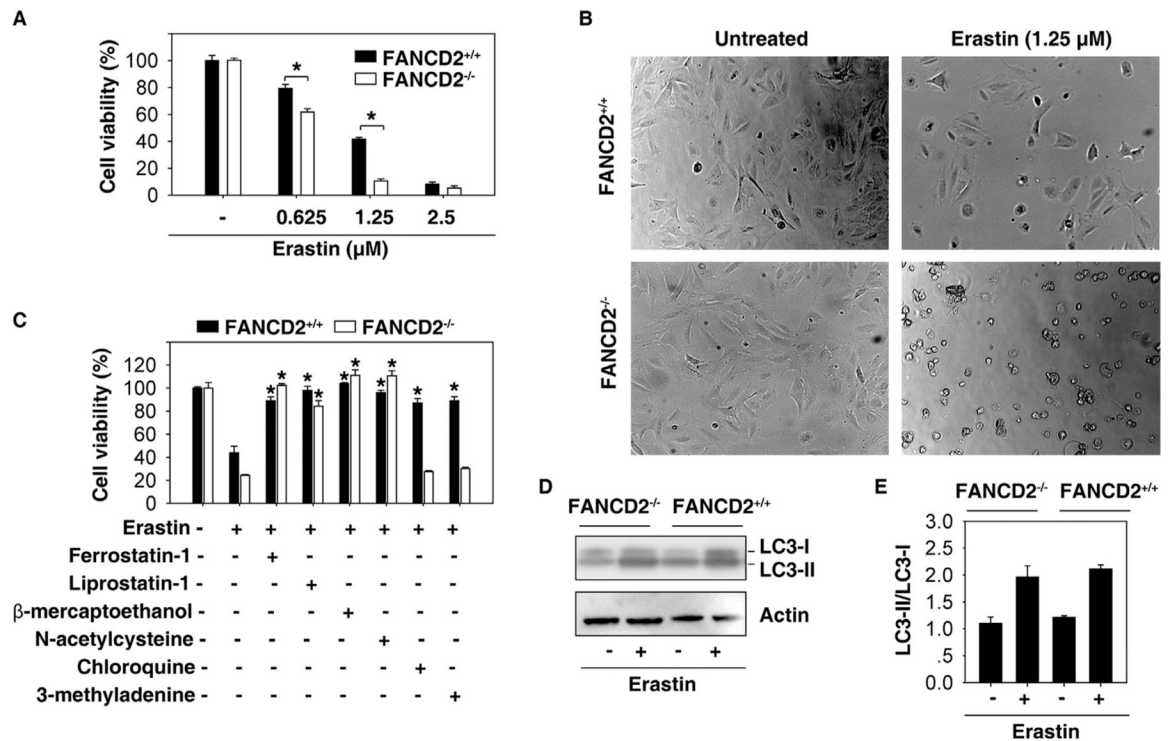 A
Cell viability (%)
120
100
80
60
40
20
0
FANCD2+/+
FANCD2-/-
*
*
- 0.625 1.25 2.5
Erastin (µM)
B
Untreated
Erastin (1.25 µM)
FANCD2+/+
FANCD2-/-
C
FANCD2+/+ FANCD2-/-
Cell viability (%)
120
100
80
60
40
20
0
* * * * * * * * * *
Erastin - + + + + + + +
Ferrostatin-1 - - + - - - - -
Liprostatin-1 - - - + - - - -
β-mercaptoethanol - - - - + - - -
N-acetylcysteine - - - - - + - -
Chloroquine - - - - - - + -
3-methyladenine - - - - - - - +
D
FANCD2-/- FANCD2+/+
LC3-I
LC3-II
Actin
- + - +
Erastin
E
FANCD2-/- FANCD2+/+
LC3-II/LC3-I
3.0
2.5
2.0
1.5
1.0
.5
0.0
- + - +
Erastin